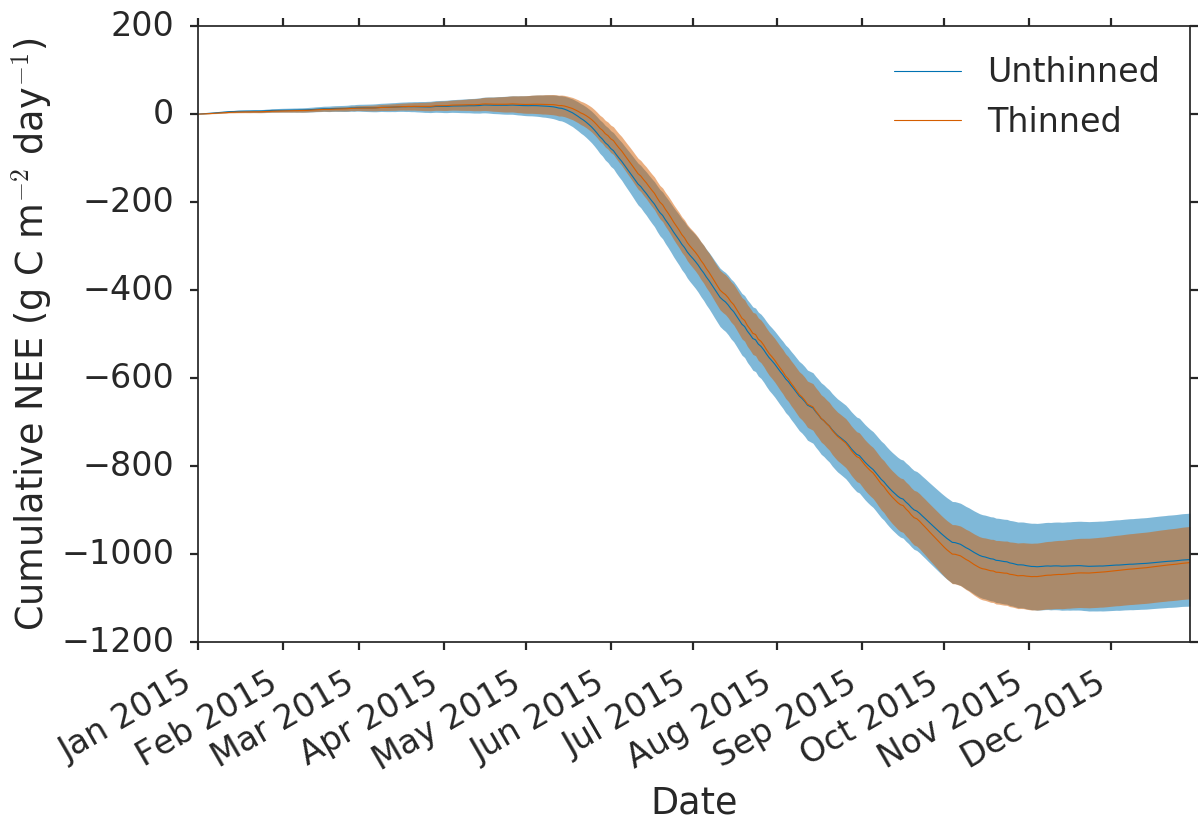 Cumulative NEE (g C m⁻² day⁻¹)
200
0
−200
−400
−600
−800
−1000
−1200
Unthinned
Thinned
Jan 2015
Feb 2015
Mar 2015
Apr 2015
May 2015
Jun 2015
Jul 2015
Aug 2015
Sep 2015
Oct 2015
Nov 2015
Dec 2015
Date